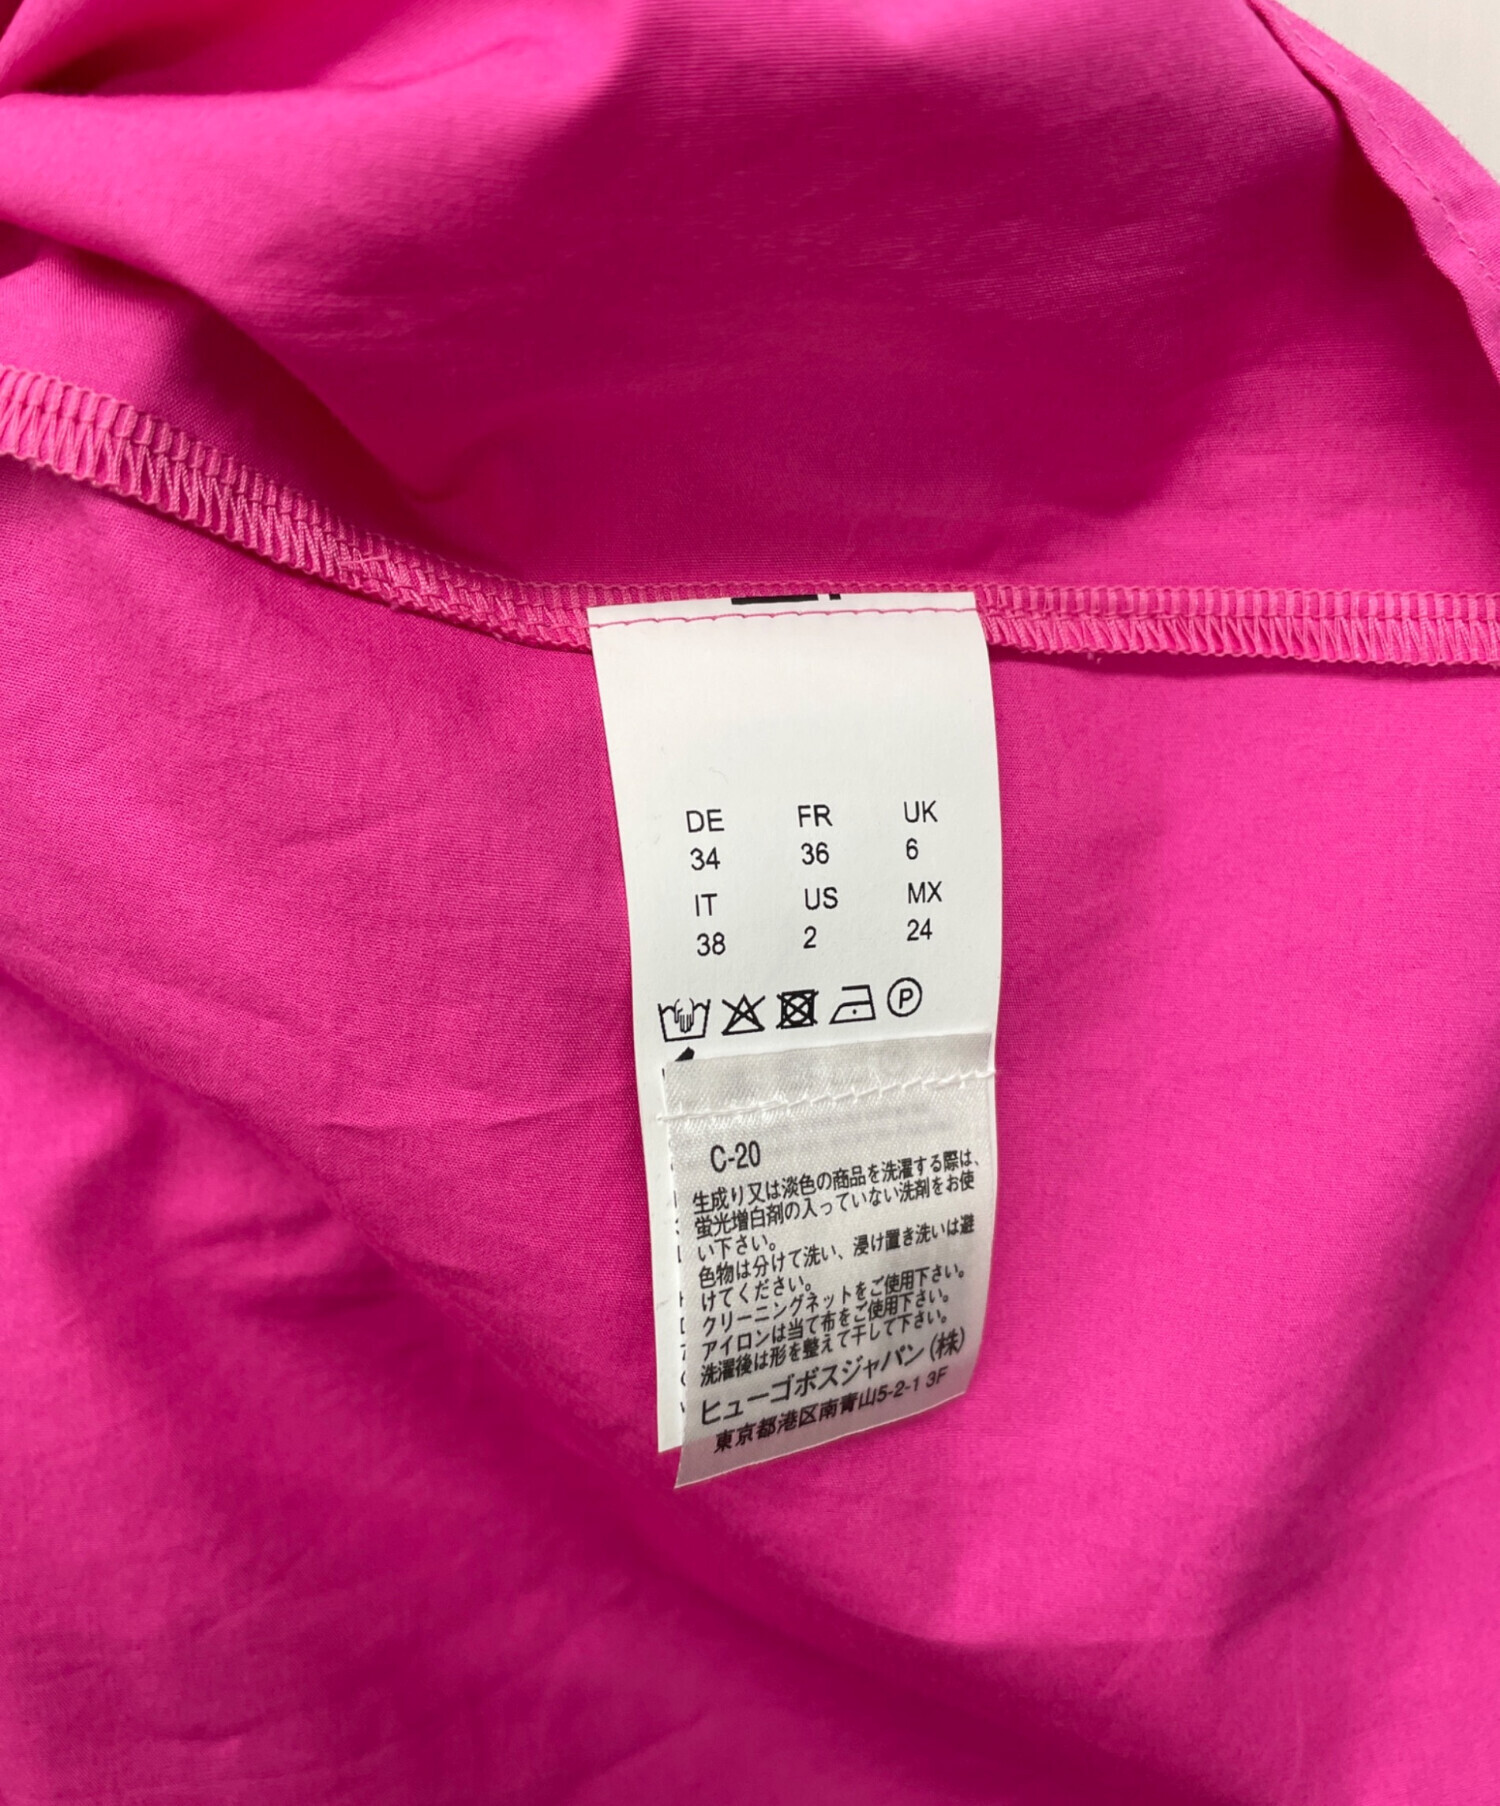 DE FR UK
34 36 6
IT US MX
38 2 24
P
C-20
生成り又は淡色の商品を洗濯する際は、
蛍光増白剤の入っていない洗剤をお使
い下さい。
色物は分けて洗い、浸け置き洗いは避
けてください。
クリーニングネットをご使用下さい。
アイロンは当て布をご使用下さい。
洗濯後は形を整えて干して下さい。
ヒューゴボスジャパン(株)
東京都港区南青山5-2-1 3F